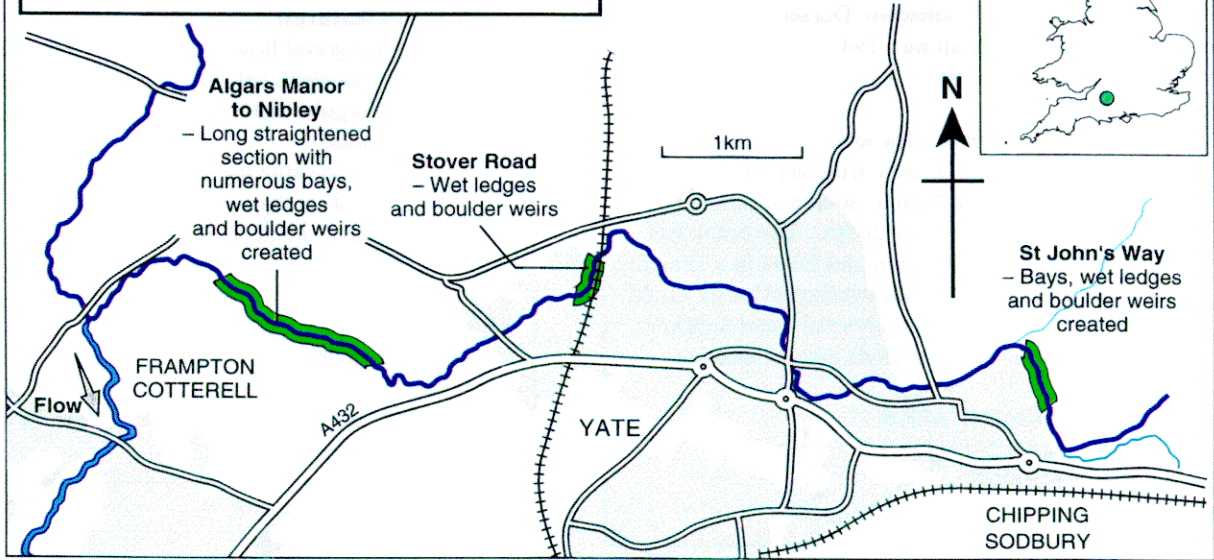 Algars Manor
to Nibley
– Long straightened
section with
numerous bays,
wet ledges
and boulder weirs
created
Stover Road
– Wet ledges
and boulder weirs
1km
N
St John's Way
– Bays, wet ledges
and boulder weirs
created
FRAMPTON
COTTERELL
Flow
A432
YATE
CHIPPING
SODBURY